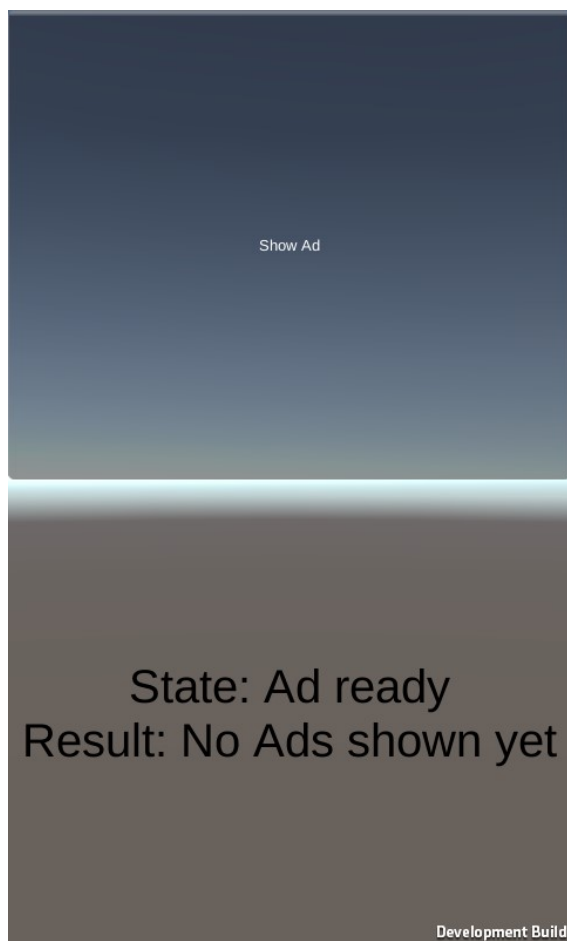 Show Ad
State: Ad ready
Result: No Ads shown yet
Development Build